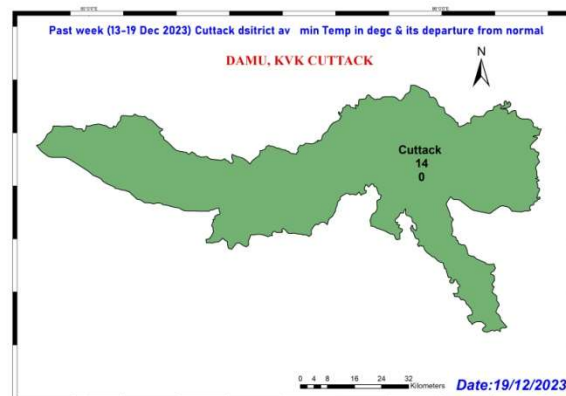 Past week (13-19 Dec 2023) Cuttack dsitrict av min Temp in degc & its departure from normal
DAMU, KVK CUTTACK
N
Cuttack
14
0
0 4 8 16 24 32
Kilometers
Date:19/12/2023